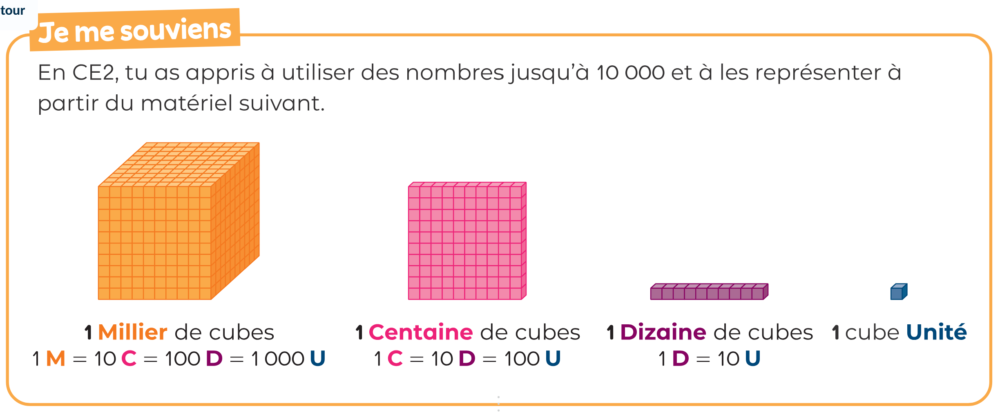 tour
Je me souviens
En CE2, tu as appris à utiliser des nombres jusqu’à 10 000 et à les représenter à
partir du matériel suivant.
1 Millier de cubes
1 M = 10 C = 100 D = 1 000 U
1 Centaine de cubes
1 C = 10 D = 100 U
1 Dizaine de cubes
1 D = 10 U
1 cube Unité